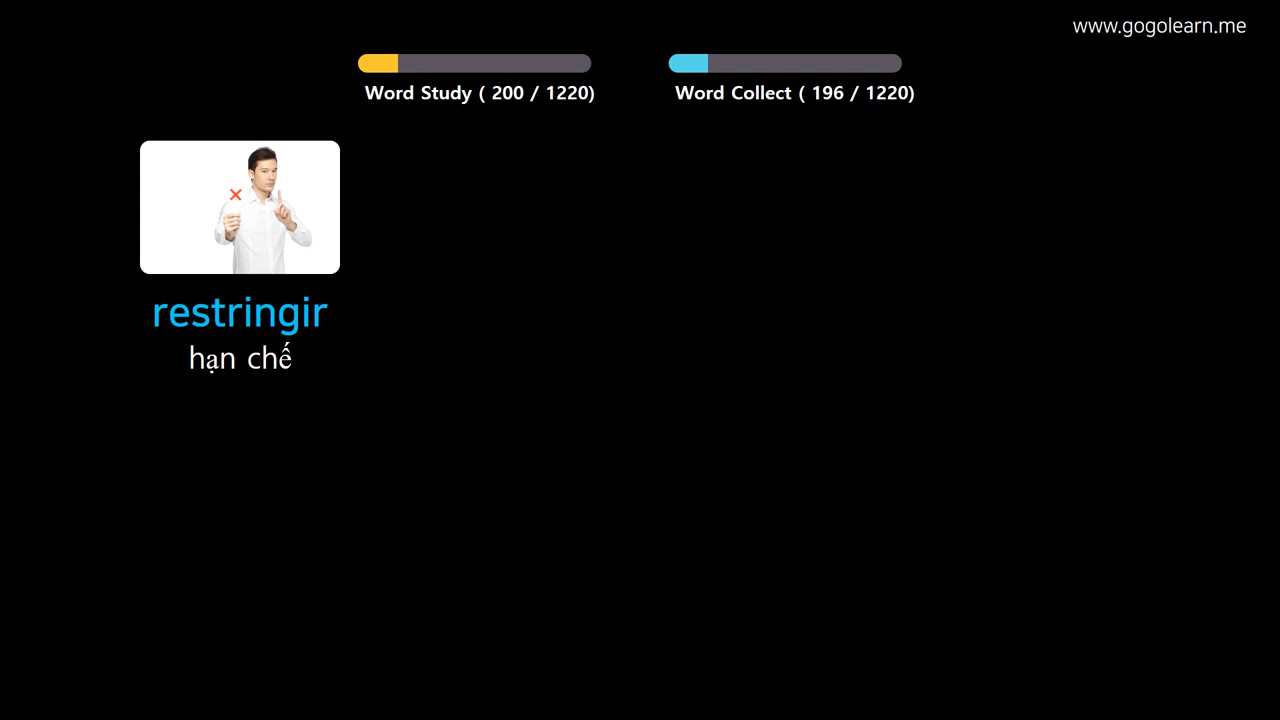 www.gogolearn.me
Word Study ( 200 / 1220)
Word Collect ( 196 / 1220)
restringir
hạn chế